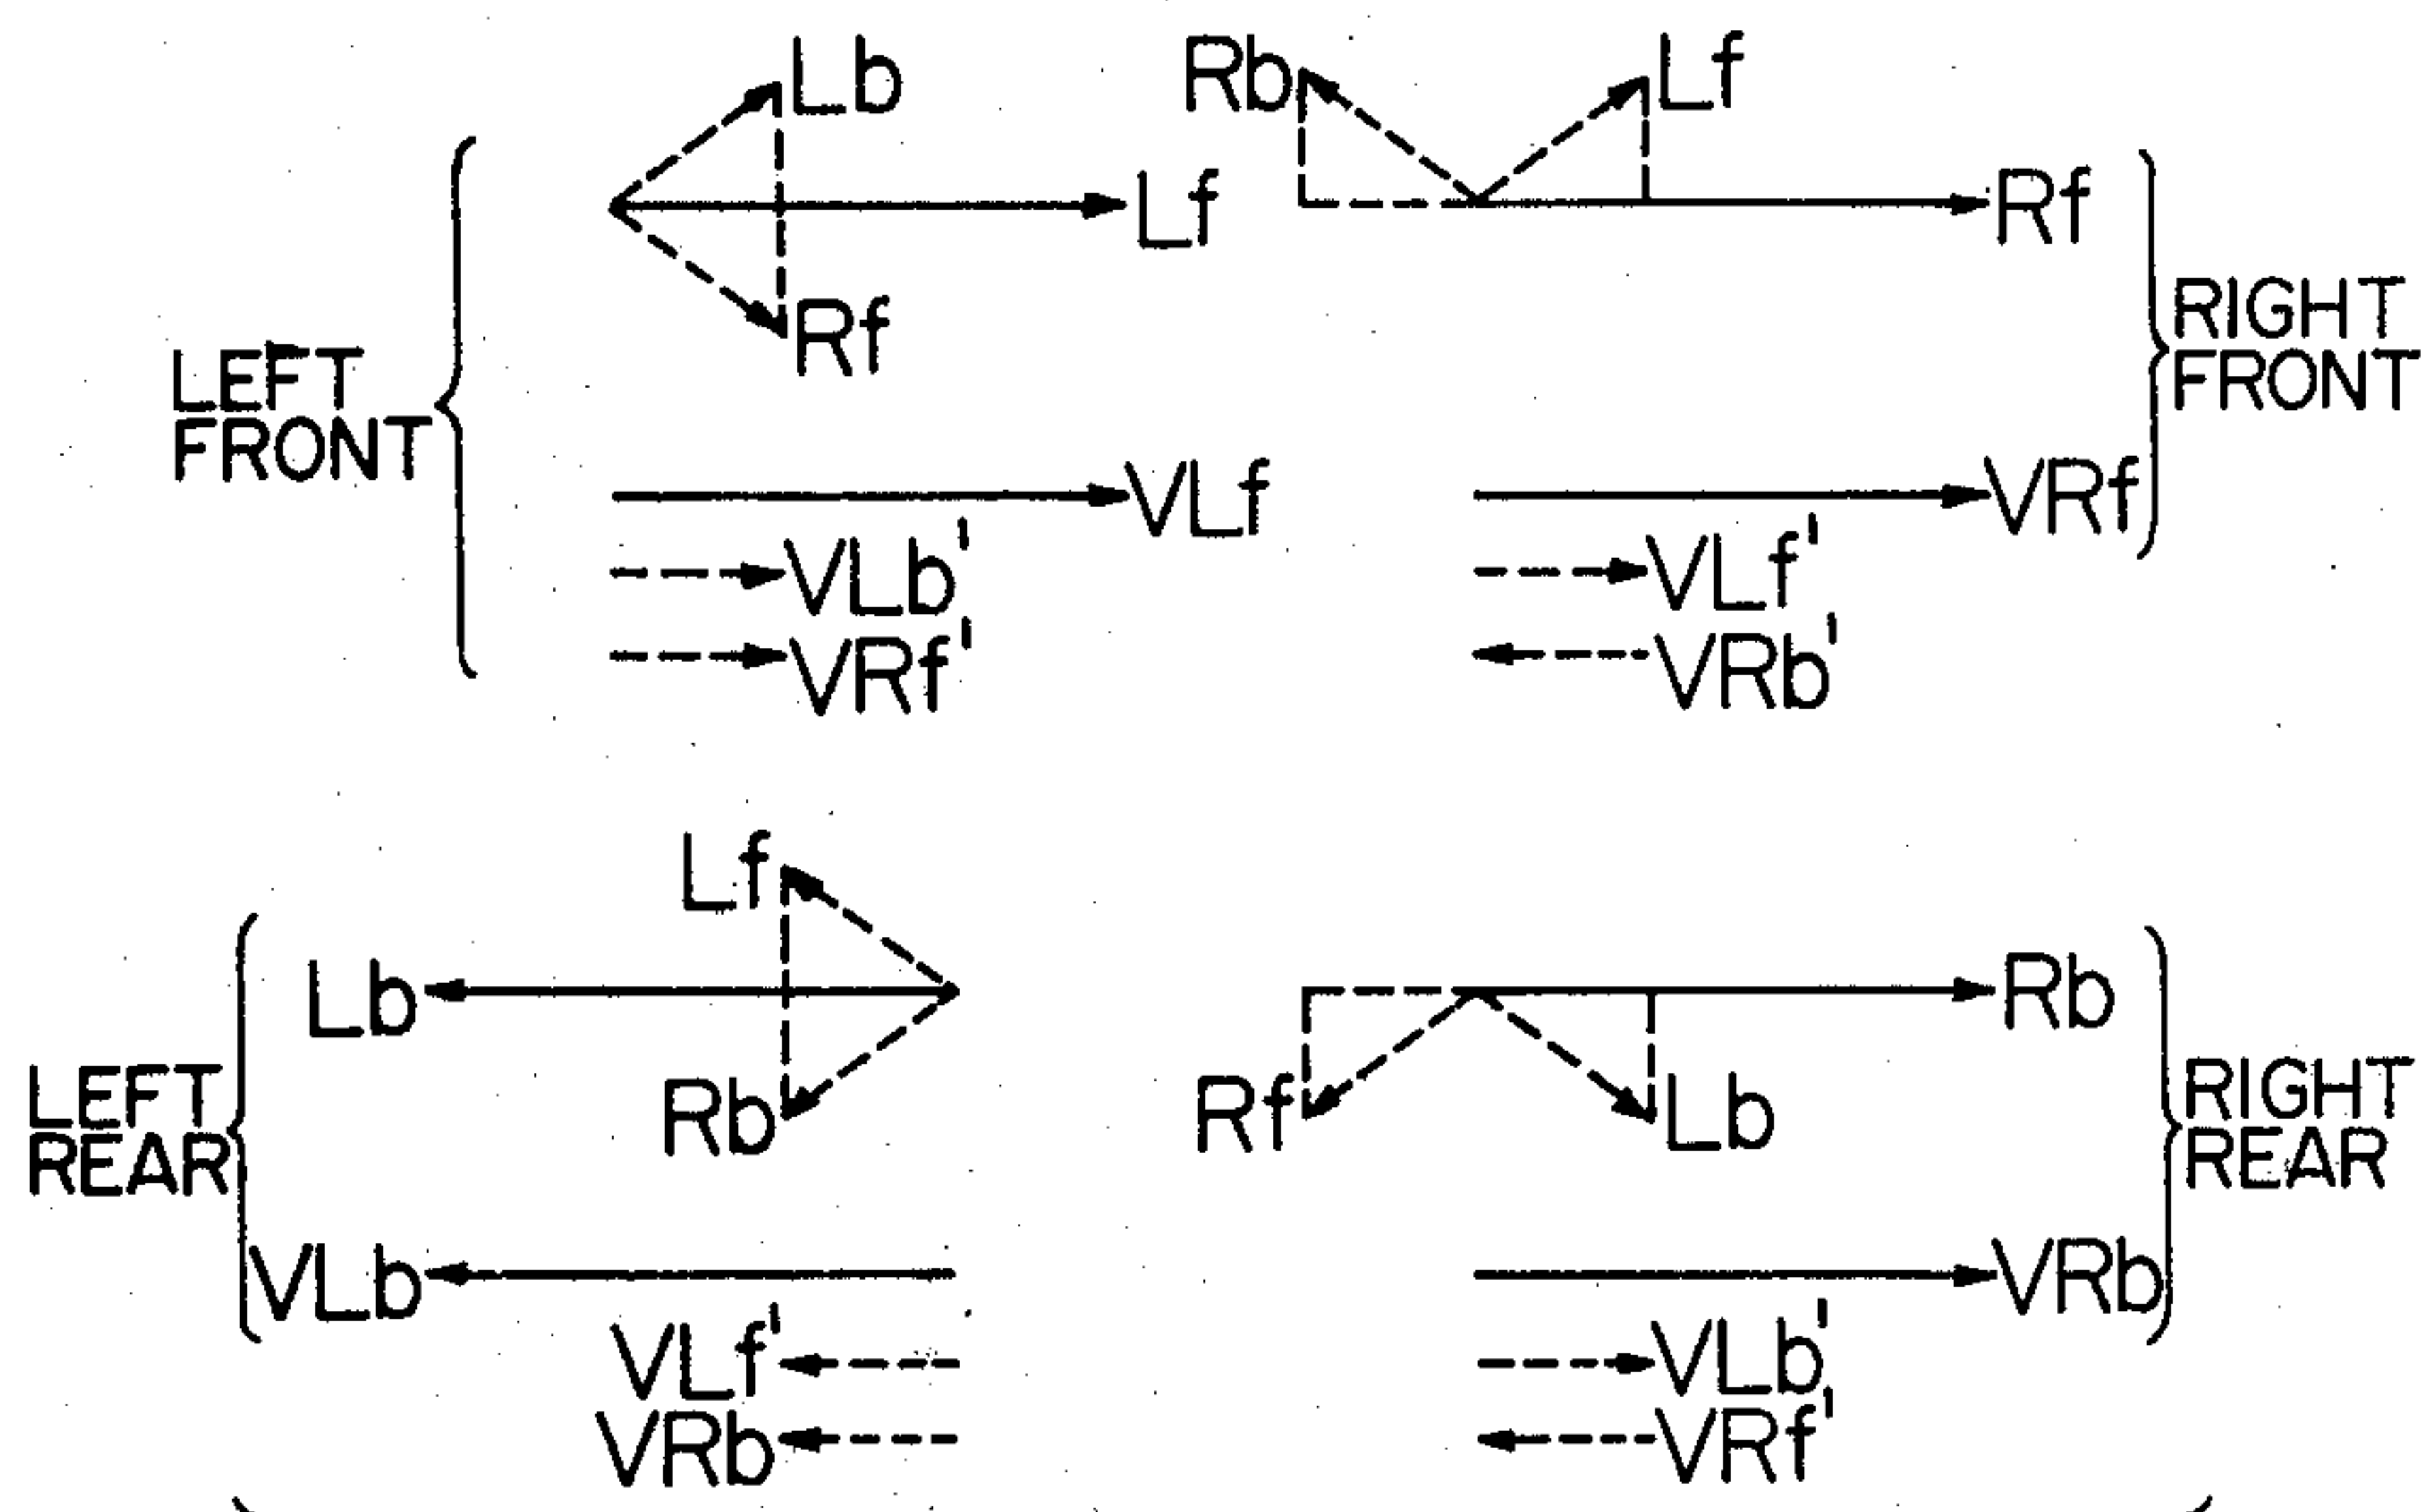 Lb
Rb
Lf
Lf
Rf
Rf
LEFT
FRONT
RIGHT
FRONT
VLf
VRf
VLb'
VLf'
VRf'
VRb'
Lf
Lb
Rb
Rb
Rf
Lb
LEFT
REAR
RIGHT
REAR
VLb
VRb
VLf'
VLb'
VRb
VRf'